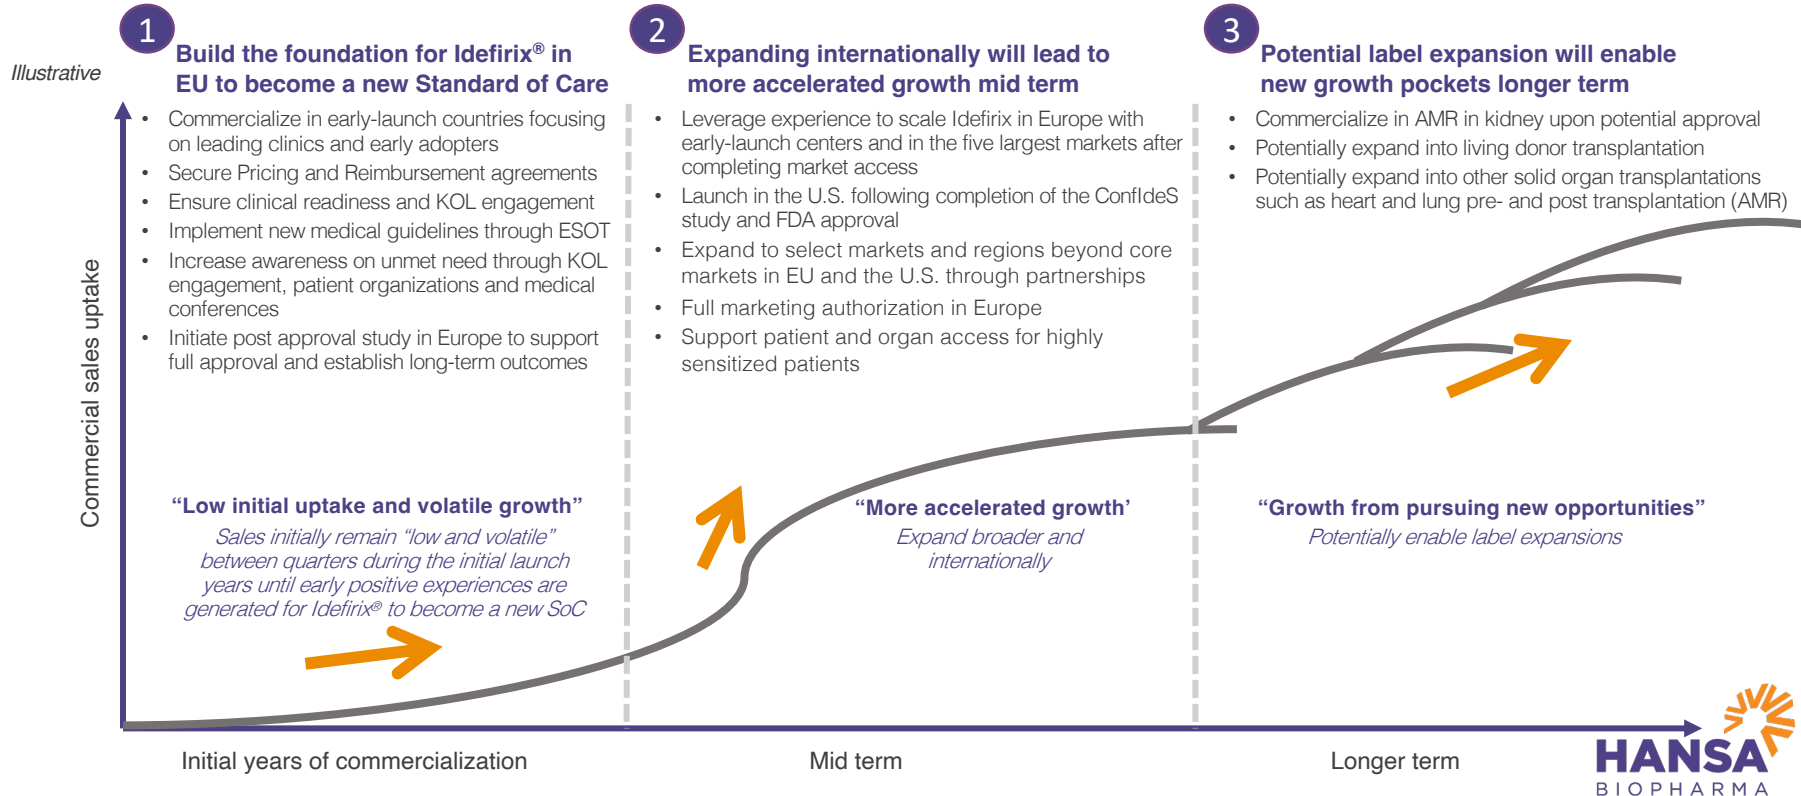 Illustrative
Commercial sales uptake
1
Build the foundation for Idefirix® in
EU to become a new Standard of Care
• Commercialize in early-launch countries focusing
on leading clinics and early adopters
• Secure Pricing and Reimbursement agreements
• Ensure clinical readiness and KOL engagement
• Implement new medical guidelines through ESOT
• Increase awareness on unmet need through KOL
engagement, patient organizations and medical
conferences
• Initiate post approval study in Europe to support
full approval and establish long-term outcomes
“Low initial uptake and volatile growth”
Sales initially remain “low and volatile”
between quarters during the initial launch
years until early positive experiences are
generated for Idefirix® to become a new SoC
Initial years of commercialization
2
Expanding internationally will lead to
more accelerated growth mid term
• Leverage experience to scale Idefirix in Europe with
early-launch centers and in the five largest markets after
completing market access
• Launch in the U.S. following completion of the ConfIdeS
study and FDA approval
• Expand to select markets and regions beyond core
markets in EU and the U.S. through partnerships
• Full marketing authorization in Europe
• Support patient and organ access for highly
sensitized patients
“More accelerated growth’
Expand broader and
internationally
Mid term
3
Potential label expansion will enable
new growth pockets longer term
• Commercialize in AMR in kidney upon potential approval
• Potentially expand into living donor transplantation
• Potentially expand into other solid organ transplantations
such as heart and lung pre- and post transplantation (AMR)
“Growth from pursuing new opportunities”
Potentially enable label expansions
Longer term
HANSA
BIOPHARMA